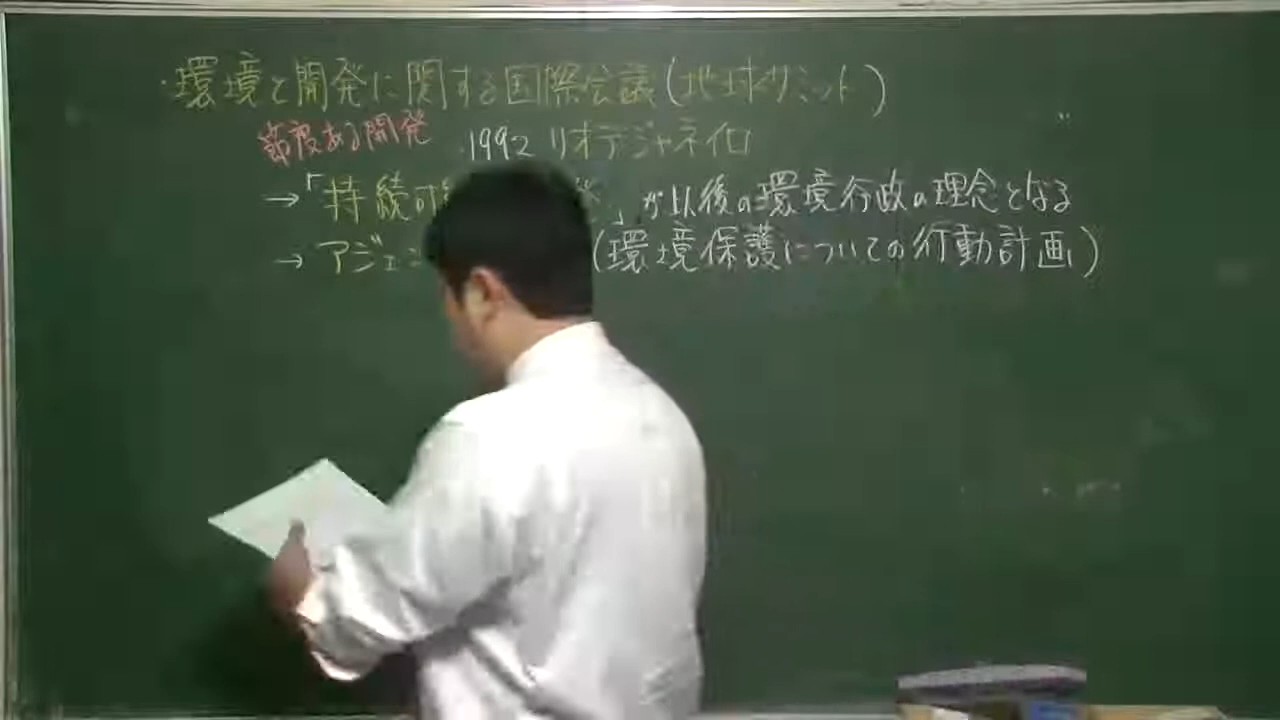 ・環境と開発に関する国際会議(地球サミット)
節度ある開発 1992 リオデジャネイロ
→「持続可 」が以後の環境行政の理念となる
→ アジェン (環境保護についての行動計画)